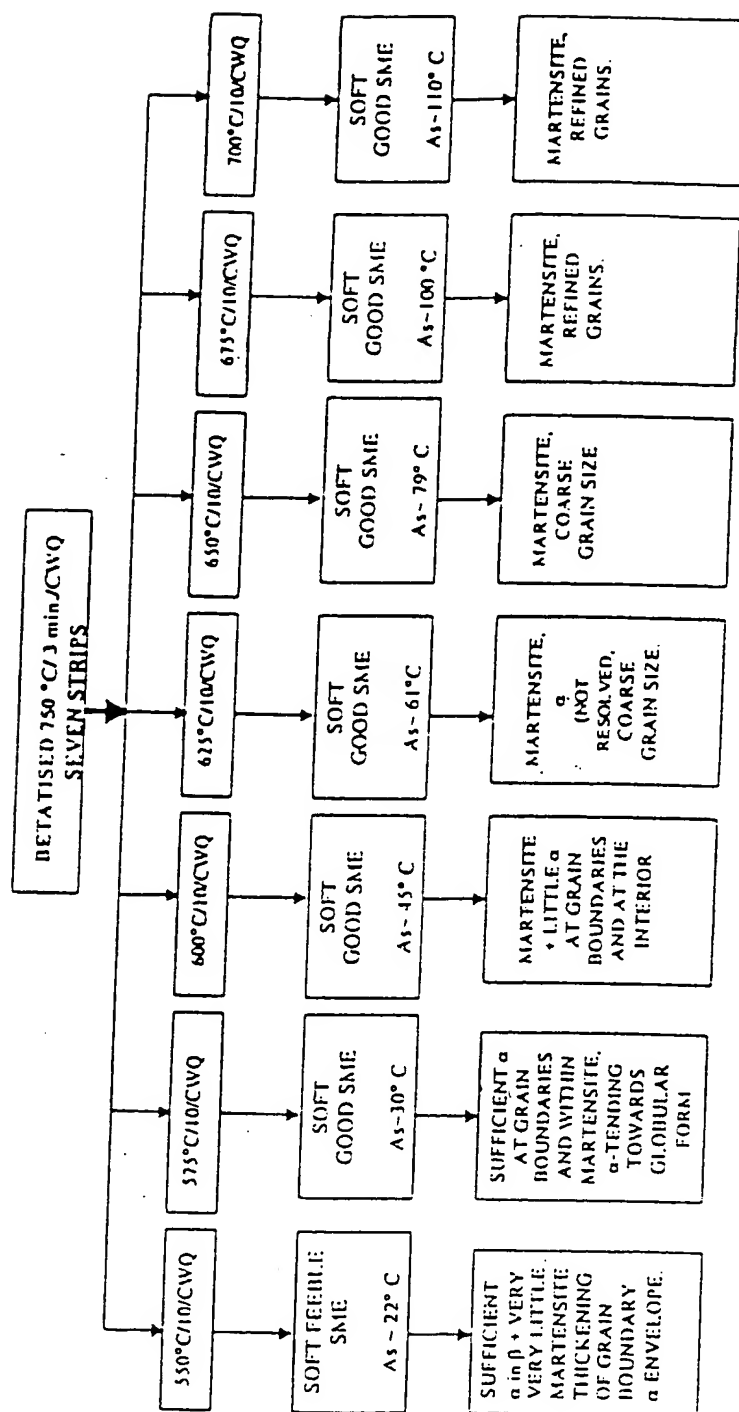 BETATISED 750 °C/3 min./CWQ
SEVEN STRIPS
550°C/10/CWQ
575°C/10/CWQ
600°C/10/CWQ
625°C/10/CWQ
650°C/10/CWQ
675°C/10/CWQ
700°C/10/CWQ
SOFT FEEBLE
SME
As ~ 22° C
SOFT
GOOD SME
As~30° C
SOFT
GOOD SME
As~ 45° C
SOFT
GOOD SME
As~ 61°C
SOFT
GOOD SME
As~ 79° C
SOFT
GOOD SME
As~100 °C
SOFT
GOOD SME
As~110° C
SUFFICIENT
α in β + VERY
VERY LITTLE
MARTENSITE
THICKENING
OF GRAIN
BOUNDARY
α ENVELOPE.
SUFFICIENT α
AT GRAIN
BOUNDARIES
AND WITHIN
MARTENSITE.
α-TENDING
TOWARDS
GLOBULAR
FORM
MARTENSITE
+ LITTLE α
AT GRAIN
BOUNDARIES
AND AT THE
INTERIOR
MARTENSITE,
α
(NOT
RESOLVED,
COARSE
GRAIN SIZE.
MARTENSITE,
COARSE
GRAIN SIZE
MARTENSITE,
REFINED
GRAINS.
MARTENSITE,
REFINED
GRAINS.